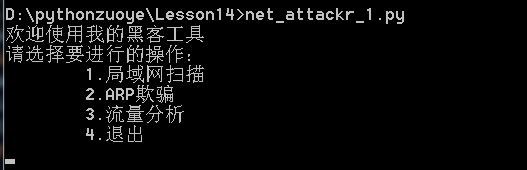 D:\pythonzuoye\Lesson14>net_attackr_1.py
欢迎使用我的黑客工具
请选择要进行的操作:
1.局域网扫描
2.ARP欺骗
3.流量分析
4.退出